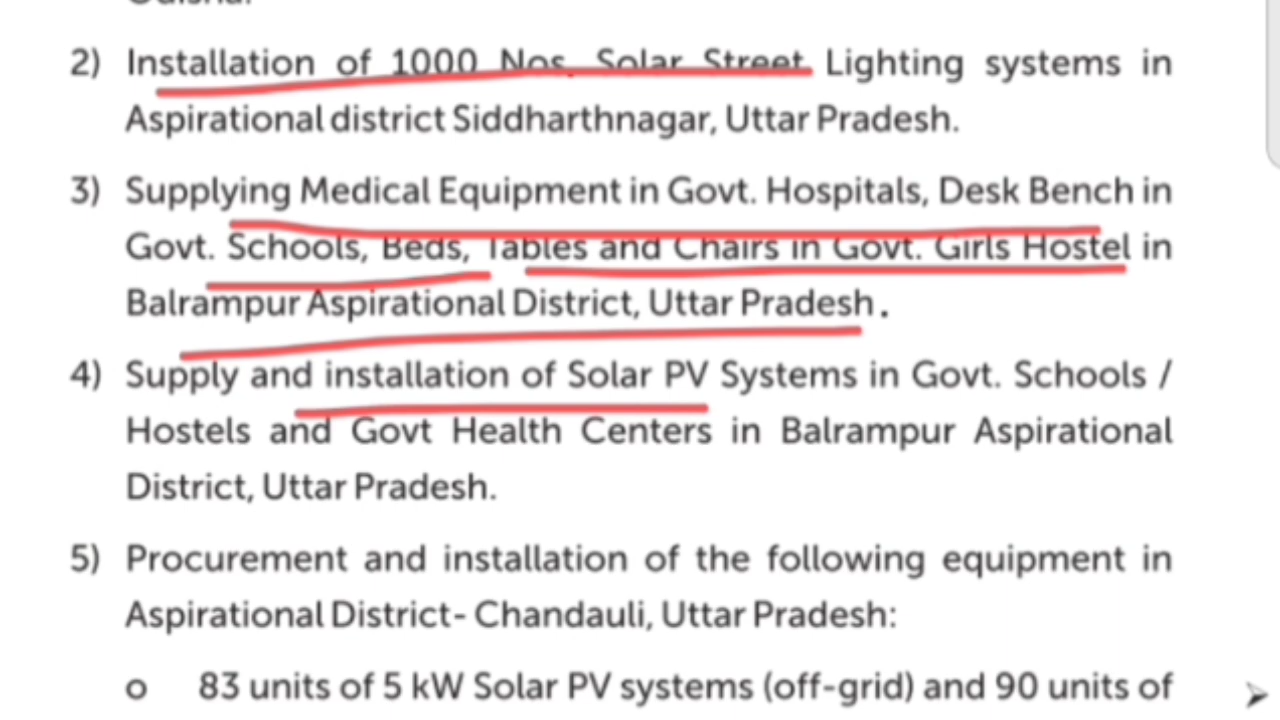 Odisha.
2) Installation of 1000 Nos. Solar Street Lighting systems in
Aspirational district Siddharthnagar, Uttar Pradesh.
3) Supplying Medical Equipment in Govt. Hospitals, Desk Bench in
Govt. Schools, Beds, Tables and Chairs in Govt. Girls Hostel in
Balrampur Aspirational District, Uttar Pradesh.
4) Supply and installation of Solar PV Systems in Govt. Schools /
Hostels and Govt Health Centers in Balrampur Aspirational
District, Uttar Pradesh.
5) Procurement and installation of the following equipment in
Aspirational District- Chandauli, Uttar Pradesh:
o 83 units of 5 kW Solar PV systems (off-grid) and 90 units of